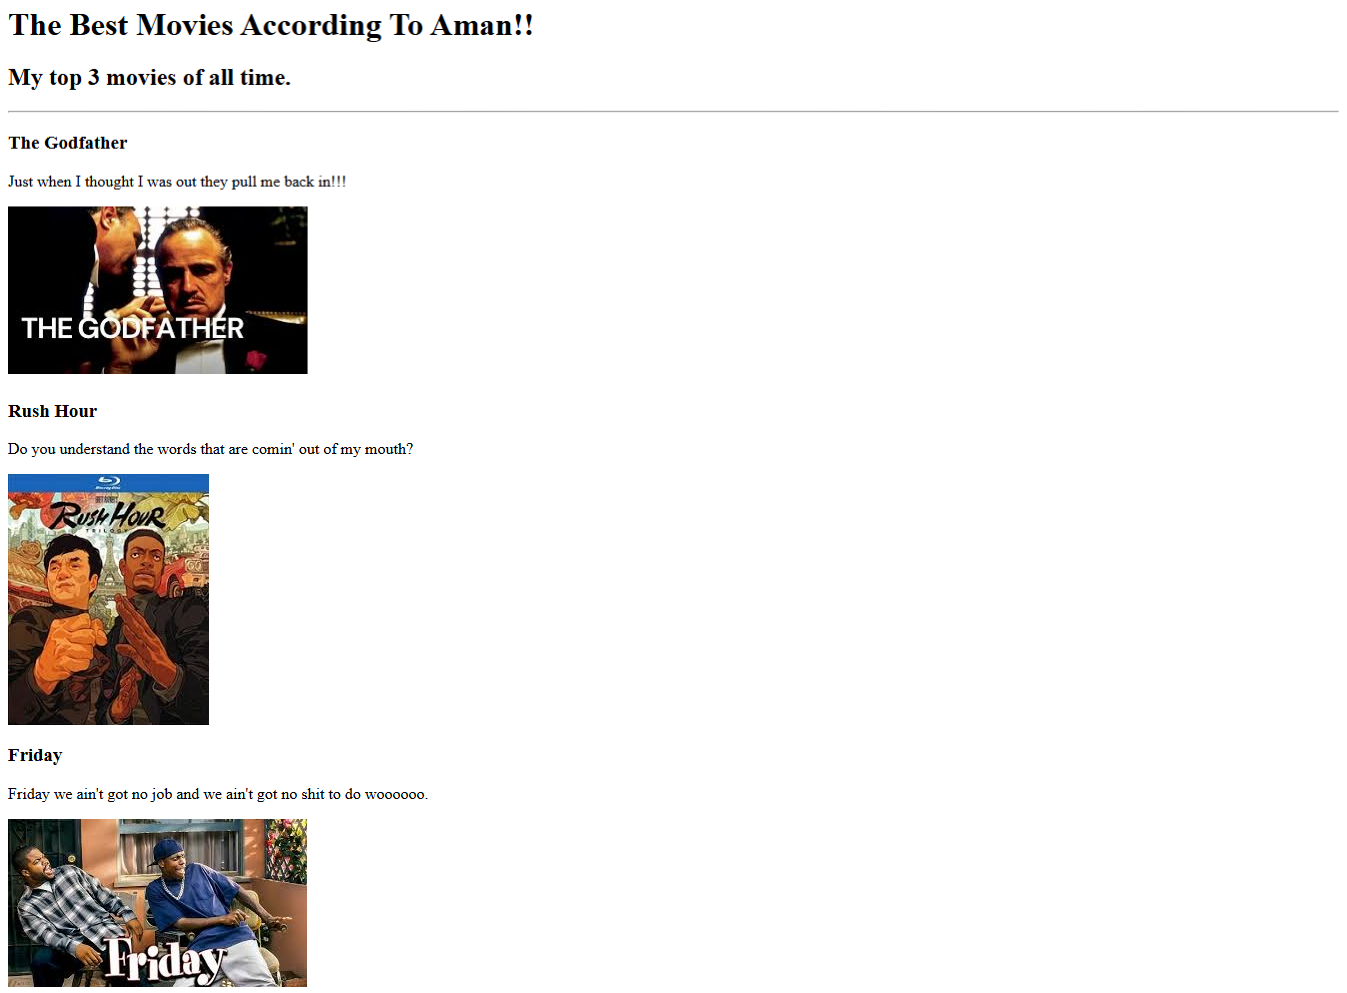 The Best Movies According To Aman!!
My top 3 movies of all time.
The Godfather
Just when I thought I was out they pull me back in!!!
THE GODFATHER
Rush Hour
Do you understand the words that are comin' out of my mouth?
RUSH HOUR
TRILOGY
Friday
Friday we ain't got no job and we ain't got no shit to do woooooo.
Friday